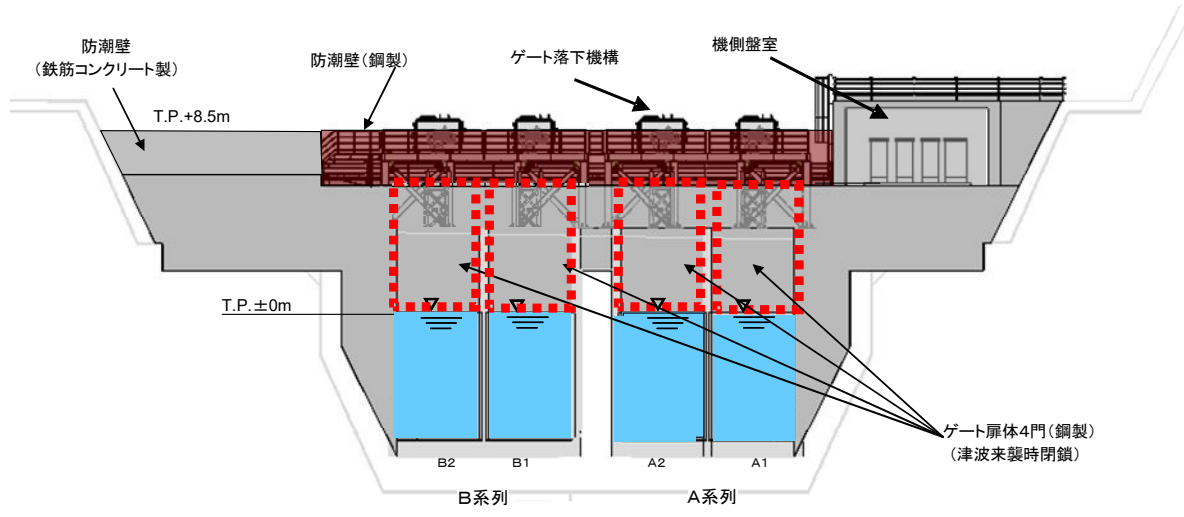 防潮壁
(鉄筋コンクリート製)
防潮壁(鋼製)
ゲート落下機構
機側盤室
T.P.+8.5m
T.P.±0m
ゲート扉体4門(鋼製)
(津波来襲時閉鎖)
B2
B1
A2
A1
B系列
A系列